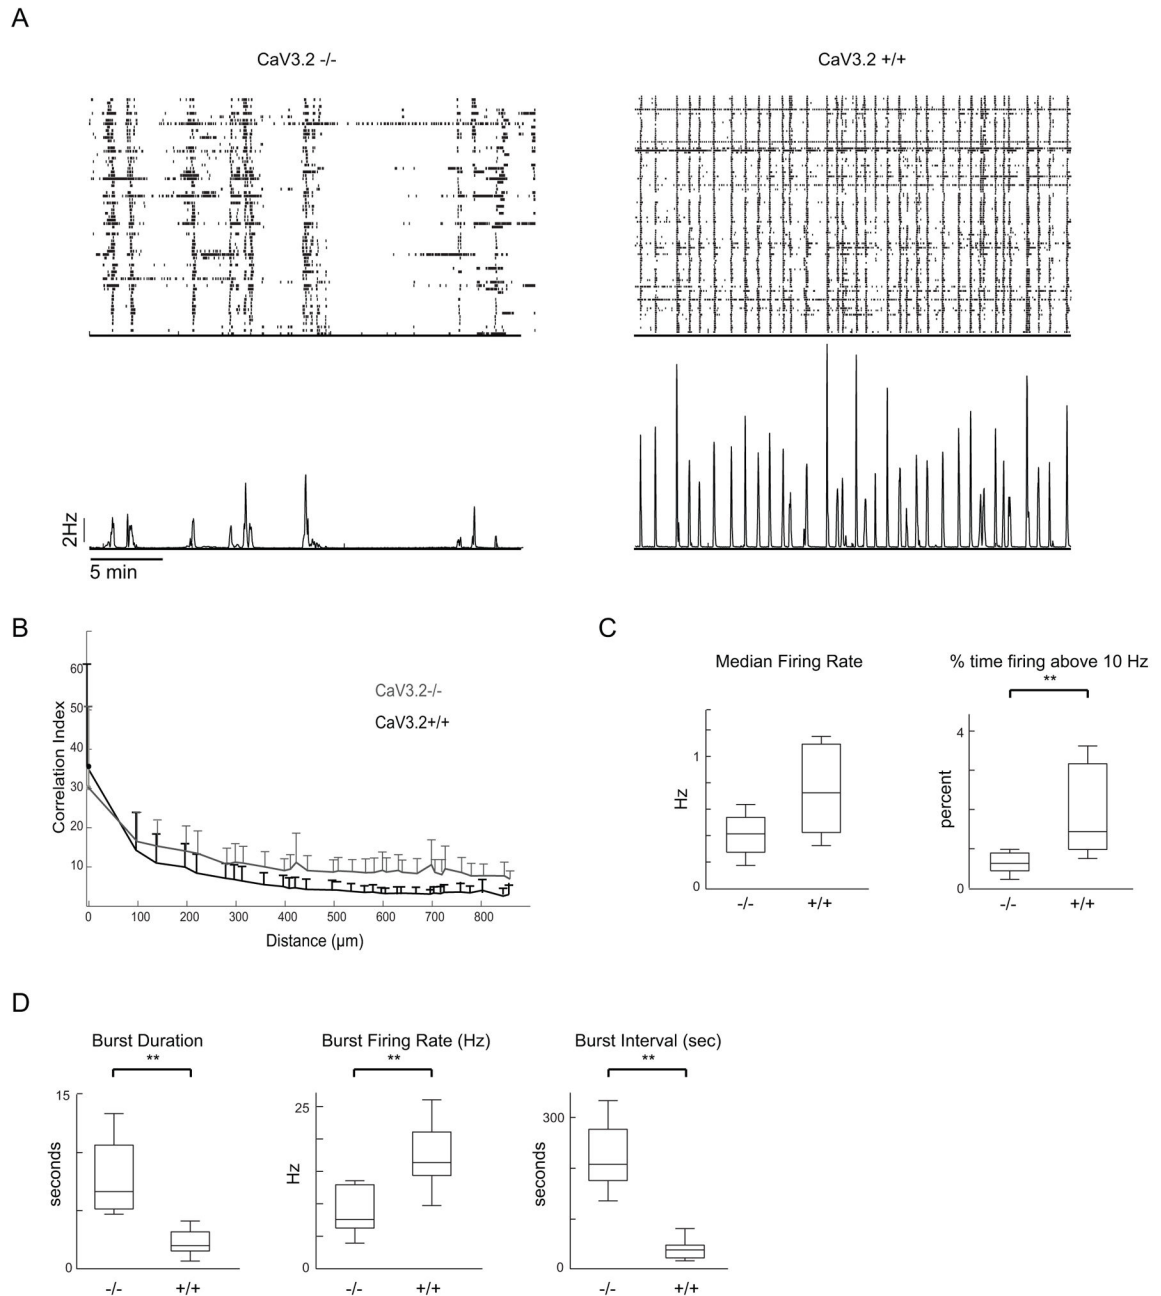 A
CaV3.2 -/-
CaV3.2 +/+
2Hz
5 min
B
Correlation Index
60
50
40
30
20
10
CaV3.2-/-
CaV3.2+/+
0 100 200 300 400 500 600 700 800
Distance (µm)
C
Median Firing Rate
Hz
1
0
-/- +/+
% time firing above 10 Hz
**
percent
4
0
-/- +/+
D
Burst Duration
**
seconds
15
0
-/- +/+
Burst Firing Rate (Hz)
**
Hz
25
0
-/- +/+
Burst Interval (sec)
**
seconds
300
0
-/- +/+